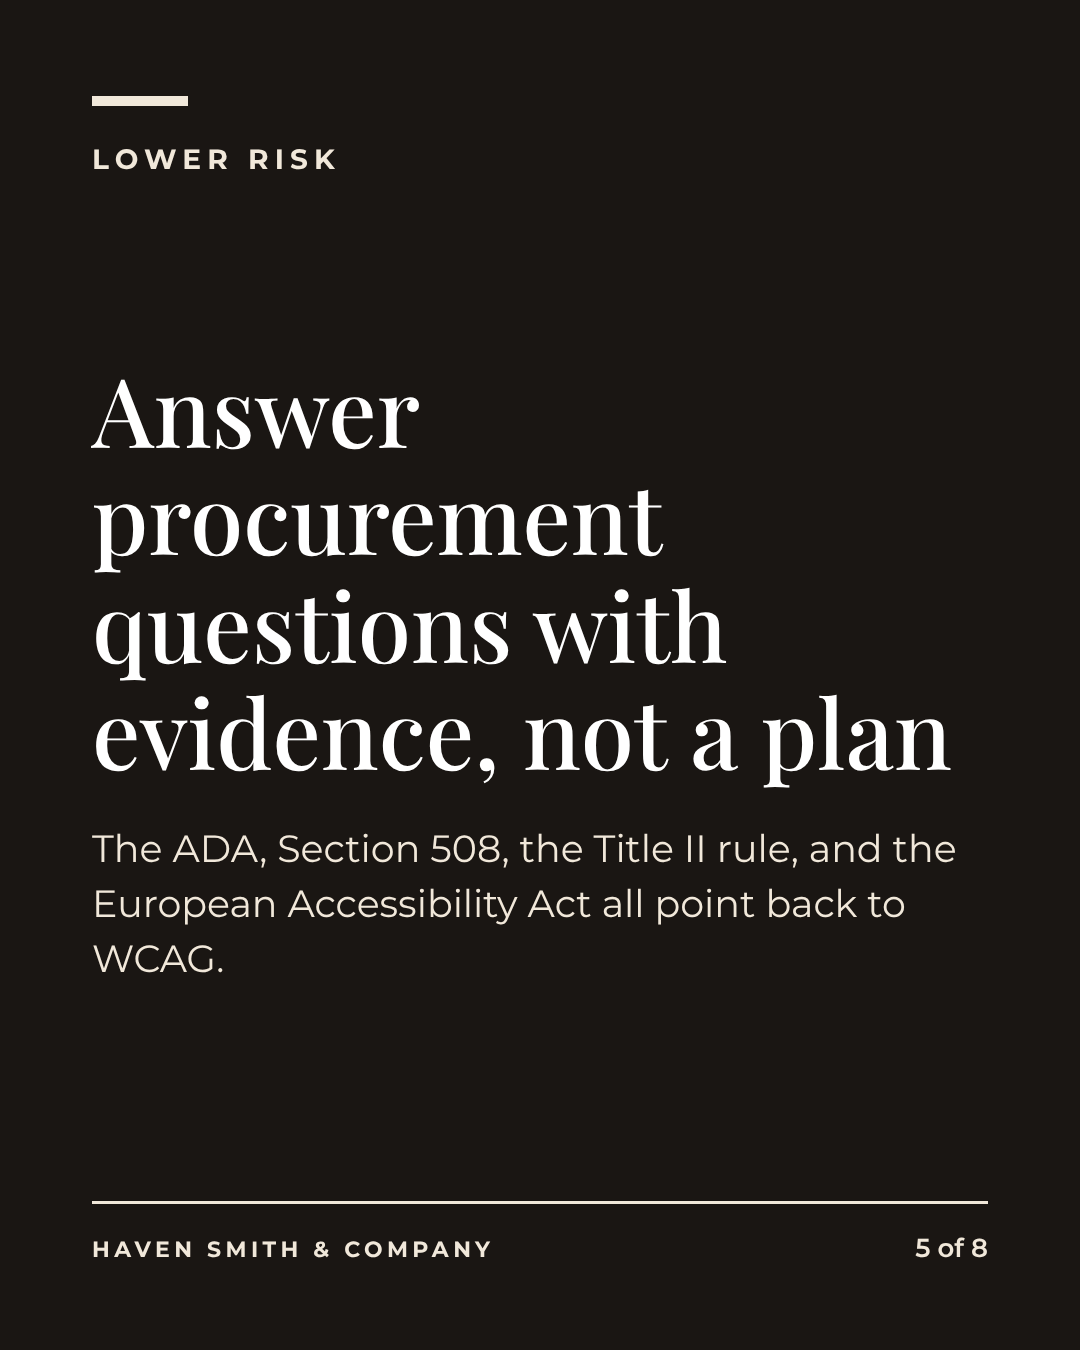 LOWER RISK
Answer
procurement
questions with
evidence, not a plan
The ADA, Section 508, the Title II rule, and the
European Accessibility Act all point back to
WCAG.
HAVEN SMITH & COMPANY
5 of 8